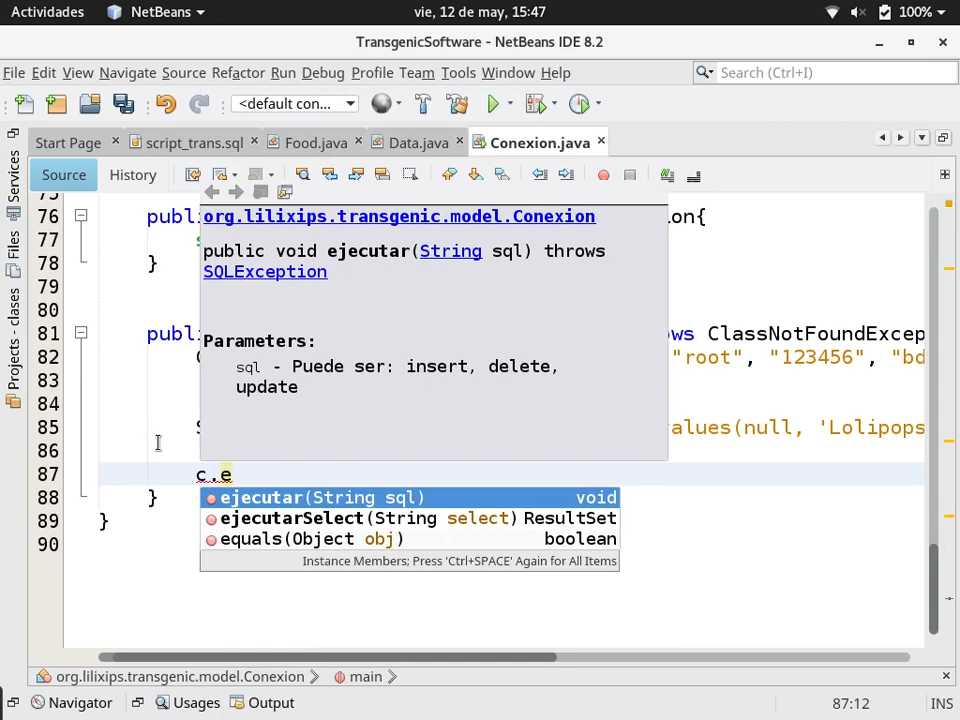 Actividades NetBeans vie, 12 de may, 15:47 100%
TransgenicSoftware - NetBeans IDE 8.2
File Edit View Navigate Source Refactor Run Debug Profile Team Tools Window Help Search (Ctrl+I)
<default con...
Start Page script_trans.sql Food.java Data.java Conexion.java
Source History
Services
Files
Projects - clases
76 publ
77
78 }
79
80
81 publ ws ClassNotFoundExcep
82 "root", "123456", "bd
83
84
85 values(null, 'Lolipops
86
87 c.e
88 }
89 }
90
org.lilixips.transgenic.model.Conexion
public void ejecutar(String sql) throws
SQLException
Parameters:
sql - Puede ser: insert, delete,
update
ion{
ejecutar(String sql) void
ejecutarSelect(String select) ResultSet
equals(Object obj) boolean
Instance Members; Press 'Ctrl+SPACE' Again for All Items
org.lilixips.transgenic.model.Conexion main
Navigator Usages Output 87:12 INS